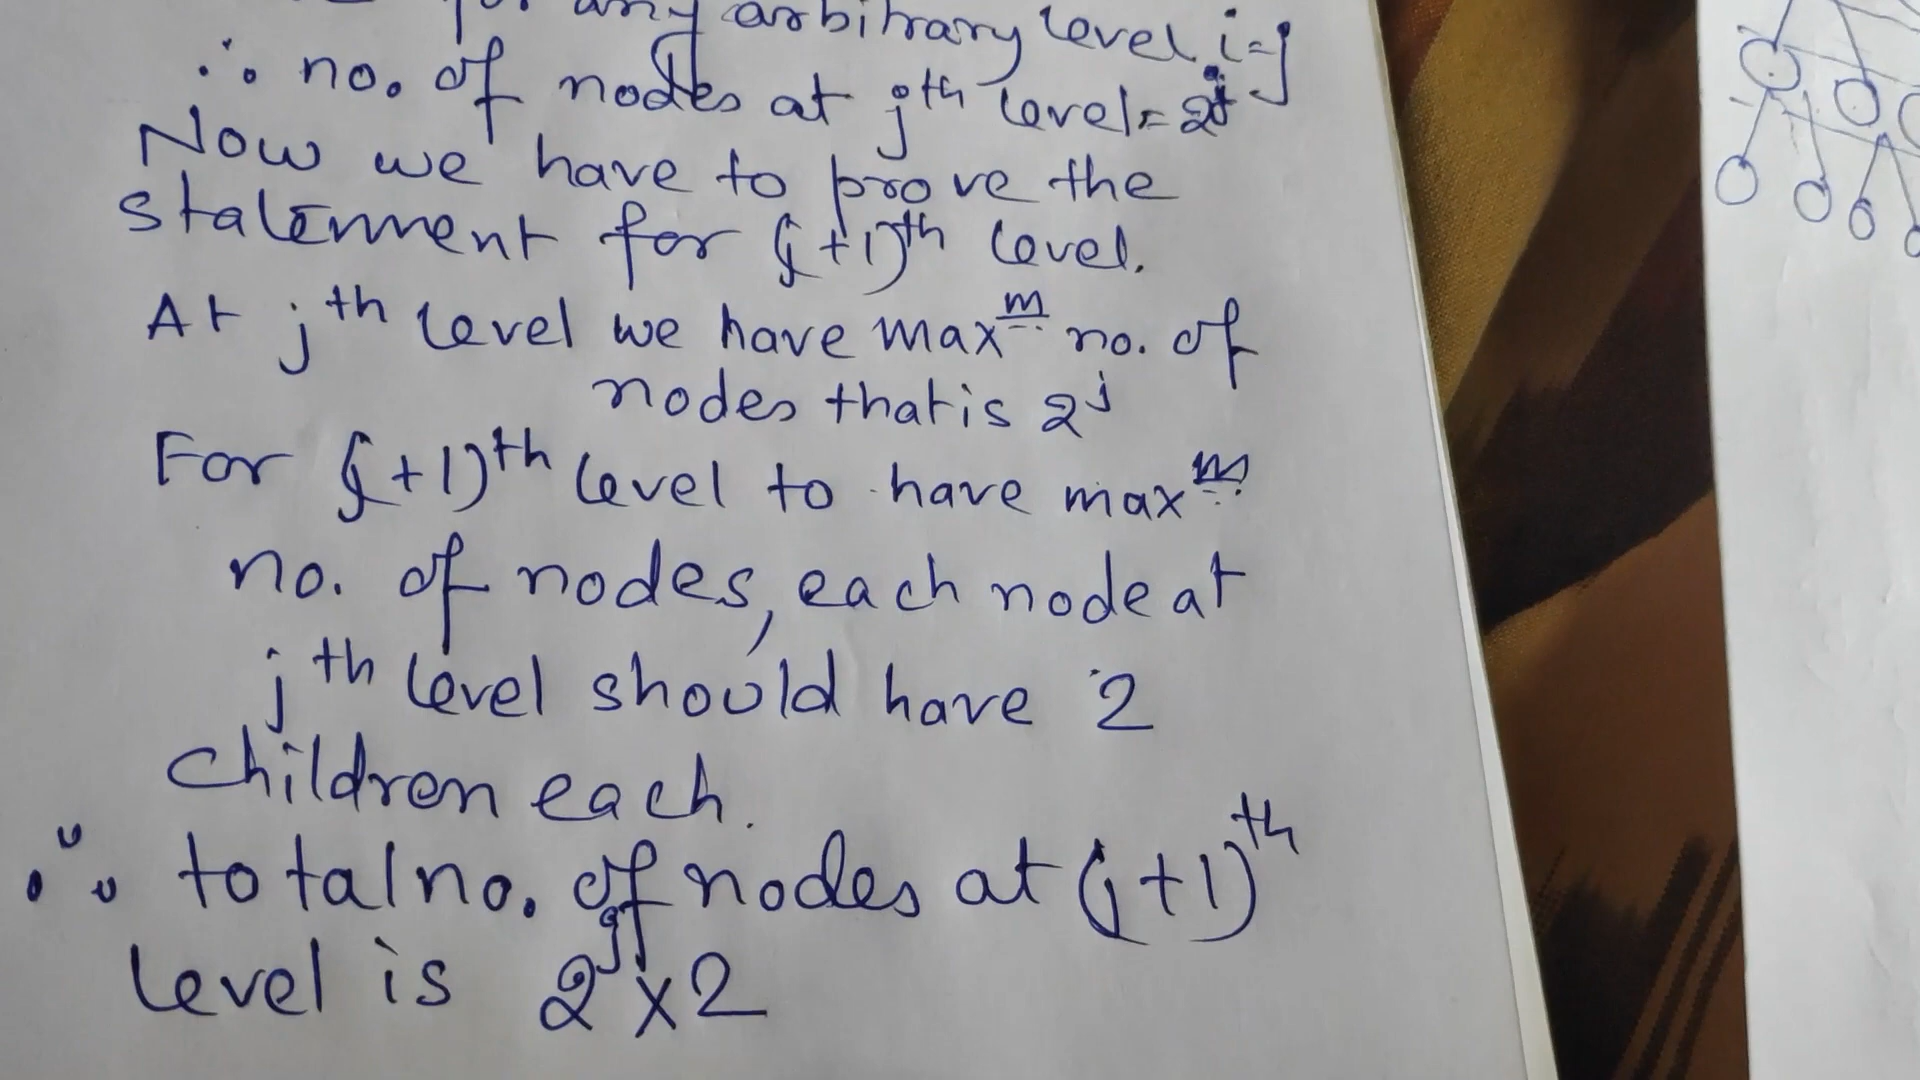 any arbitrary level i=j
∴ no. of nodes at jth level = 2^j
Now we have to prove the
statement for (j+1)th level.
At jth level we have maxm no. of
nodes that is 2^j
For (j+1)th level to have maxm
no. of nodes, each node at
jth level should have 2
children each.
∴ total no. of nodes at (j+1)th
level is 2^j × 2